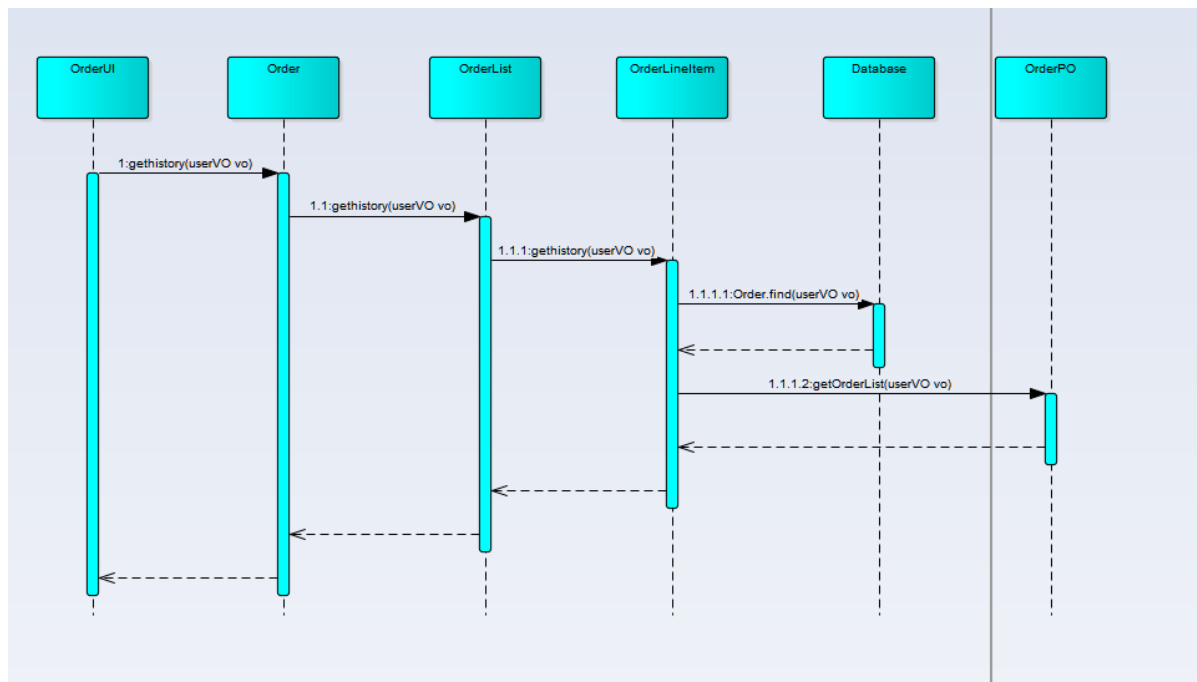 OrderUI
Order
OrderList
OrderLineItem
Database
OrderPO
1:gethistory(userVO vo)
1.1:gethistory(userVO vo)
1.1.1:gethistory(userVO vo)
1.1.1.1:Order.find(userVO vo)
1.1.1.2:getOrderList(userVO vo)